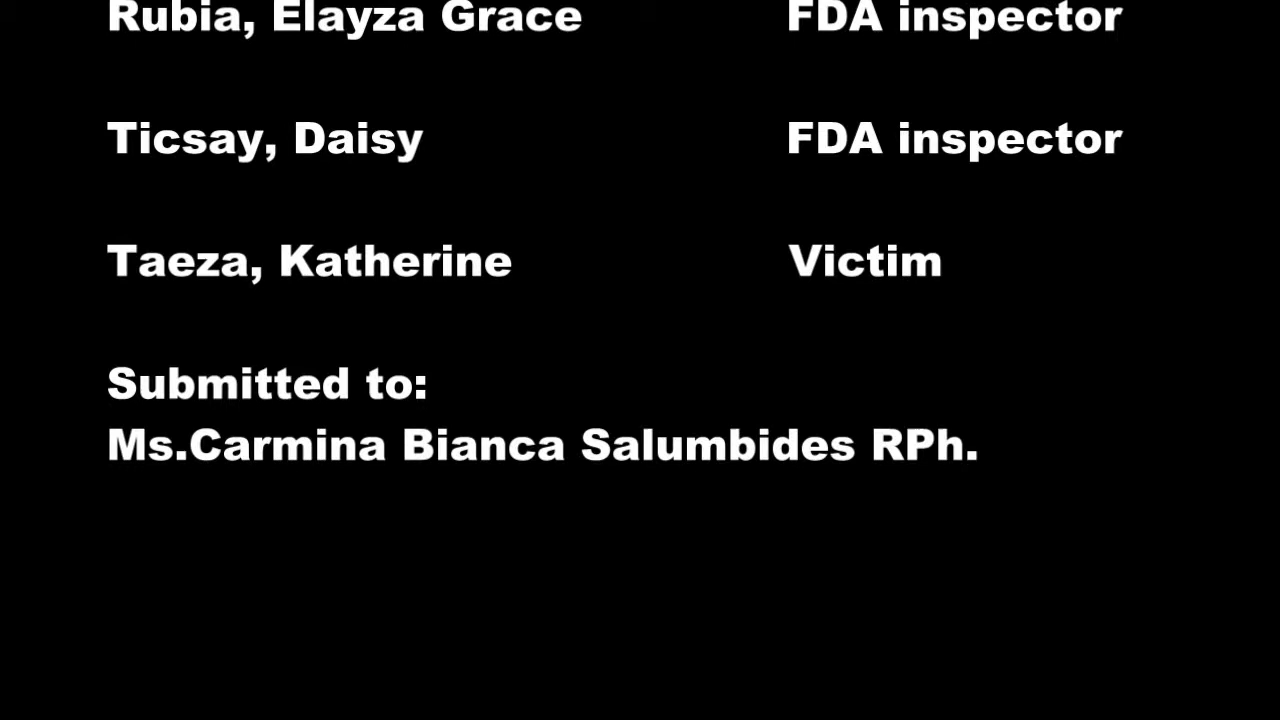 Rubia, Elayza Grace FDA inspector
Ticsay, Daisy FDA inspector
Taeza, Katherine Victim
Submitted to:
Ms.Carmina Bianca Salumbides RPh.